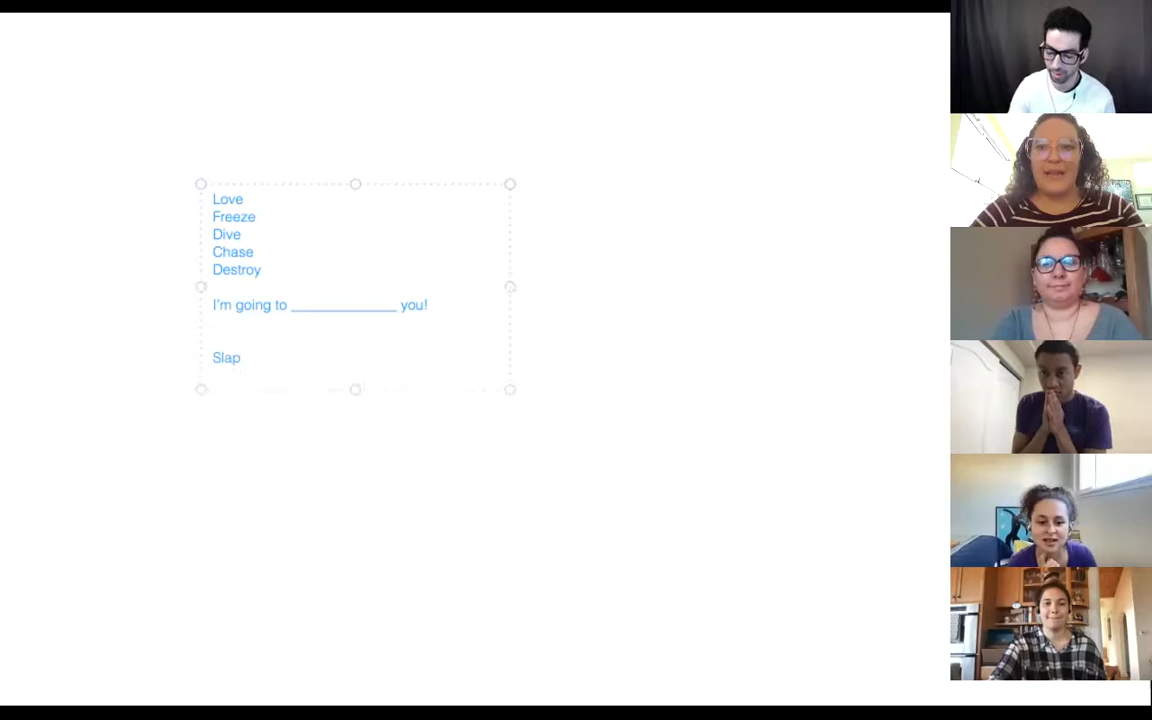 Love
Freeze
Dive
Chase
Destroy
I'm going to ______________ you!
Slap